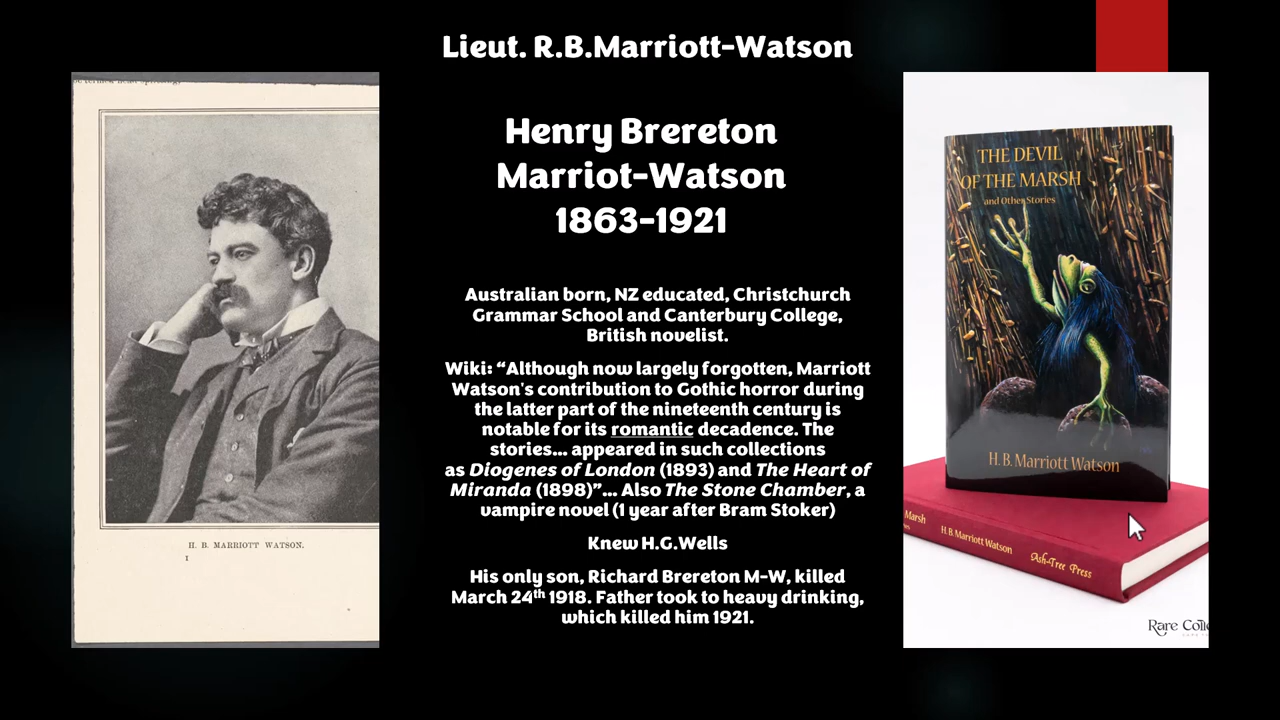 Lieut. R.B.Marriott-Watson
H. B. MARRIOTT WATSON.
I
Henry Brereton
Marriot-Watson
1863-1921
Australian born, NZ educated, Christchurch
Grammar School and Canterbury College,
British novelist.
Wiki: “Although now largely forgotten, Marriott
Watson's contribution to Gothic horror during
the latter part of the nineteenth century is
notable for its romantic decadence. The
stories... appeared in such collections
as Diogenes of London (1893) and The Heart of
Miranda (1898)”... Also The Stone Chamber, a
vampire novel (1 year after Bram Stoker)
Knew H.G.Wells
His only son, Richard Brereton M-W, killed
March 24th 1918. Father took to heavy drinking,
which killed him 1921.
THE DEVIL
OF THE MARSH
and Other Stories
H. B. Marriott Watson
Marsh
H. B. Marriott Watson
Ash-Tree Press
Rare